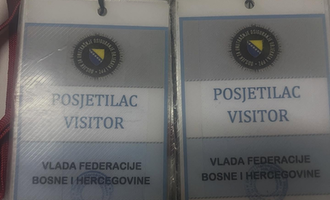 POSJETILAC
VISITOR
VLADA FEDERACIJE
BOSNE I HERCEGOVINE
POSJETILAC
VISITOR
VLADA FEDERACIJE
BOSNE I HERCEGOVINE